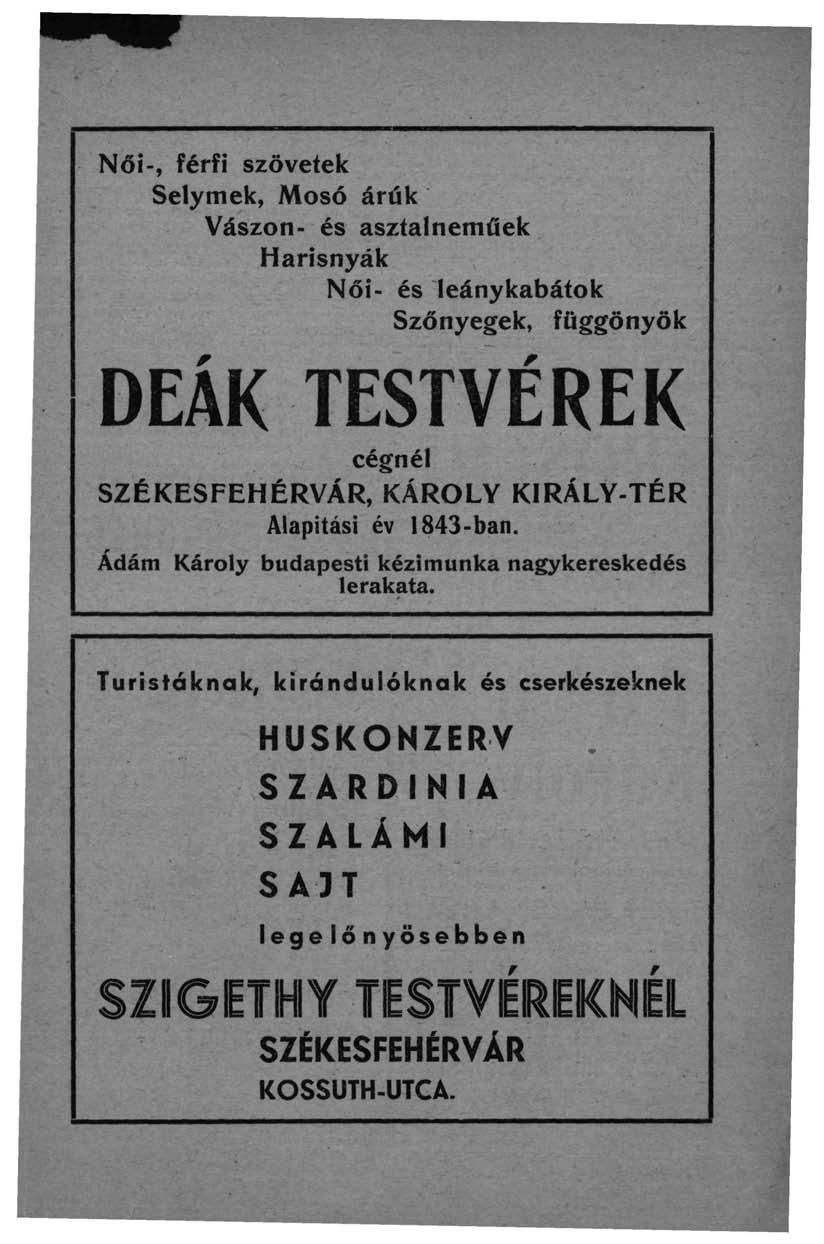 Női-, férfi szövetek
Selymek, Mosó árúk
Vászon- és asztalneműek
Harisnyák
Női- és leánykabátok
Szőnyegek, függönyök
DEÁK TESTVÉREK
cégnél
SZÉKESFEHÉRVÁR, KÁROLY KIRÁLY-TÉR
Alapitási év 1843-ban.
Ádám Károly budapesti kézimunka nagykereskedés
lerakata.
Turistáknak, kirándulóknak és cserkészeknek
HUSKONZERV
SZARDINIA
SZALÁMI
SAJT
legelőnyösebben
SZIGETHY TESTVÉREKNÉL
SZÉKESFEHÉRVÁR
KOSSUTH-UTCA.